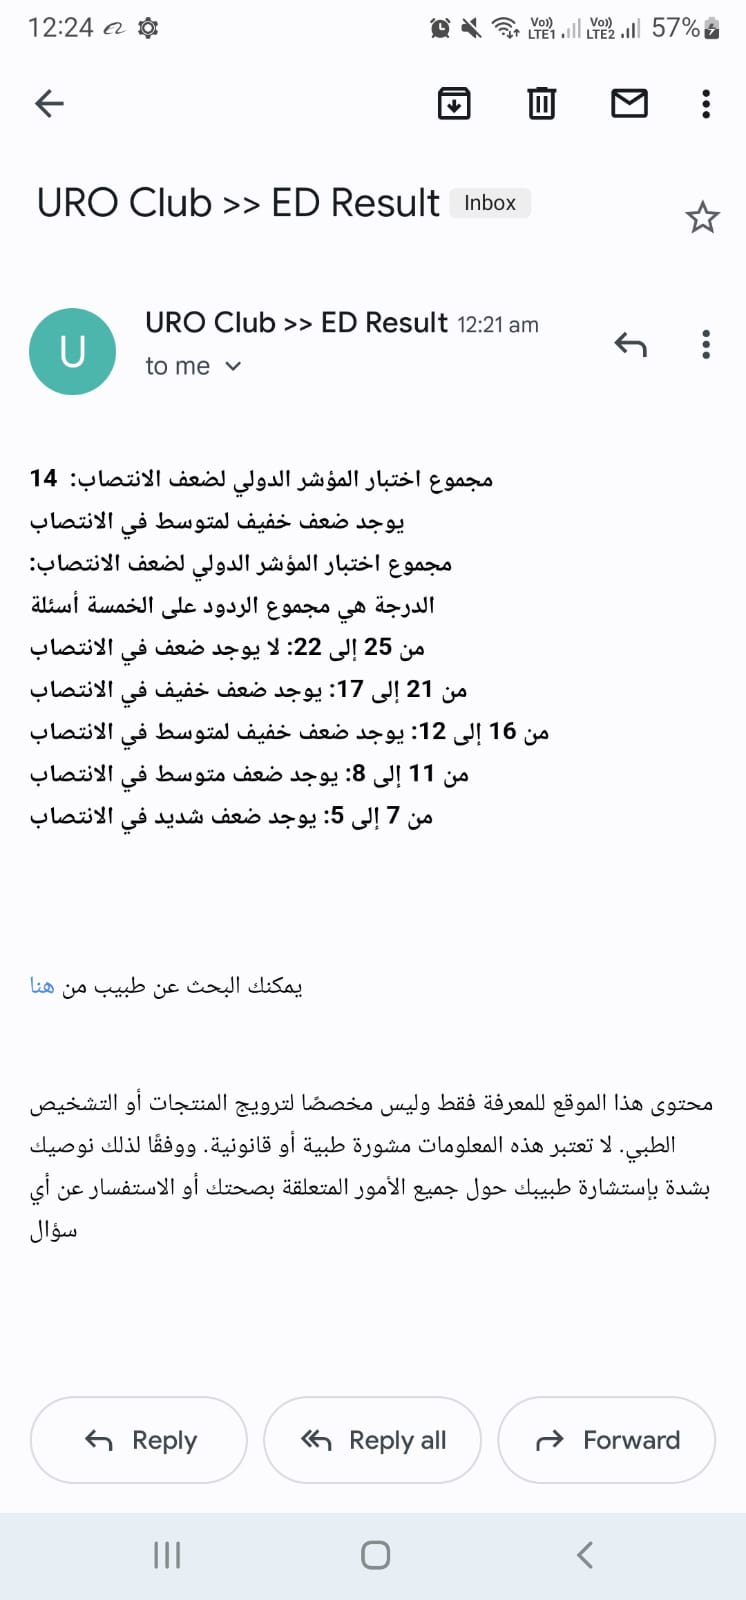 12:24
Vo)) LTE1 Vo)) LTE2 57%
URO Club >> ED Result Inbox
U
URO Club >> ED Result 12:21 am
to me
مجموع اختبار المؤشر الدولي لضعف الانتصاب: 14
يوجد ضعف خفيف لمتوسط في الانتصاب
مجموع اختبار المؤشر الدولي لضعف الانتصاب:
الدرجة هي مجموع الردود على الخمسة أسئلة
من 25 إلى 22: لا يوجد ضعف في الانتصاب
من 21 إلى 17: يوجد ضعف خفيف في الانتصاب
من 16 إلى 12: يوجد ضعف خفيف لمتوسط في الانتصاب
من 11 إلى 8: يوجد ضعف متوسط في الانتصاب
من 7 إلى 5: يوجد ضعف شديد في الانتصاب
يمكنك البحث عن طبيب من هنا
محتوى هذا الموقع للمعرفة فقط وليس مخصصًا لترويج المنتجات أو التشخيص
الطبي. لا تعتبر هذه المعلومات مشورة طبية أو قانونية. ووفقًا لذلك نوصيك
بشدة بإستشارة طبيبك حول جميع الأمور المتعلقة بصحتك أو الاستفسار عن أي
سؤال
Reply
Reply all
Forward